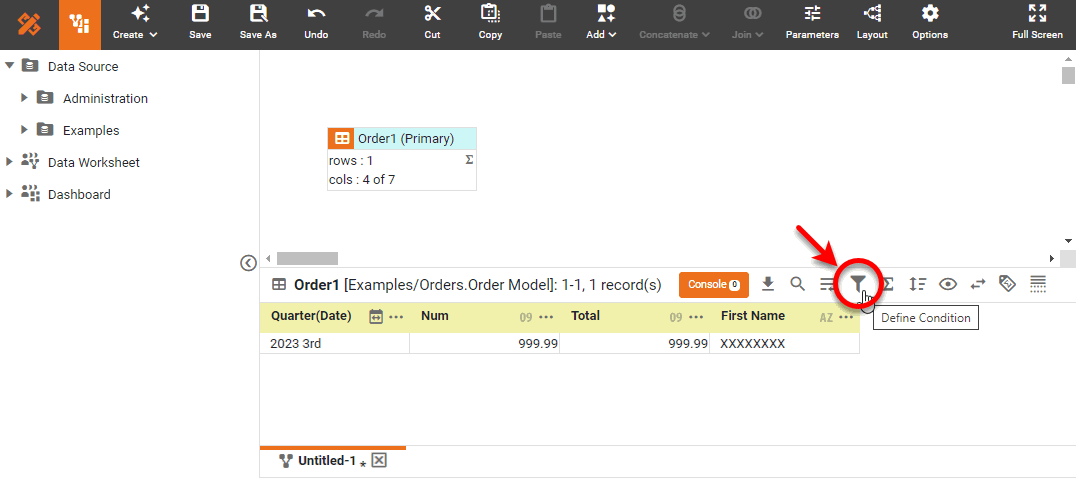 Create Save Save As Undo Redo Cut Copy Paste Add Concatenate Join Parameters Layout Options Full Screen
Data Source
Administration
Examples
Data Worksheet
Dashboard
Order1 (Primary)
rows : 1 Σ
cols : 4 of 7
Order1 [Examples/Orders.Order Model]: 1-1, 1 record(s) Console 0 Σ
Define Condition
Quarter(Date) ••• Num 09 ••• Total 09 ••• First Name AZ •••
2023 3rd 999.99 999.99 XXXXXXXX
Untitled-1 *